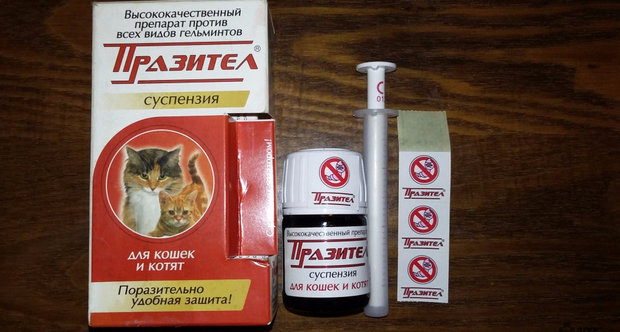 Высококачественный
препарат против
всех видов гельминтов
Празител®
суспензия
для кошек
и котят
Поразительно
удобная защита!
Празител
Высококачественный препарат
Празител
суспензия
для кошек и котят
Празител
Празител
Празител